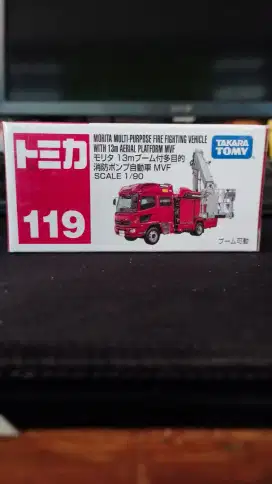 トミカ
119
MORITA MULTI-PURPOSE FIRE FIGHTING VEHICLE
WITH 13m AERIAL PLATFORM MVF
モリタ 13mブーム付多目的
消防ポンプ自動車 MVF
SCALE 1/90
TAKARA
TOMY
ブーム可動